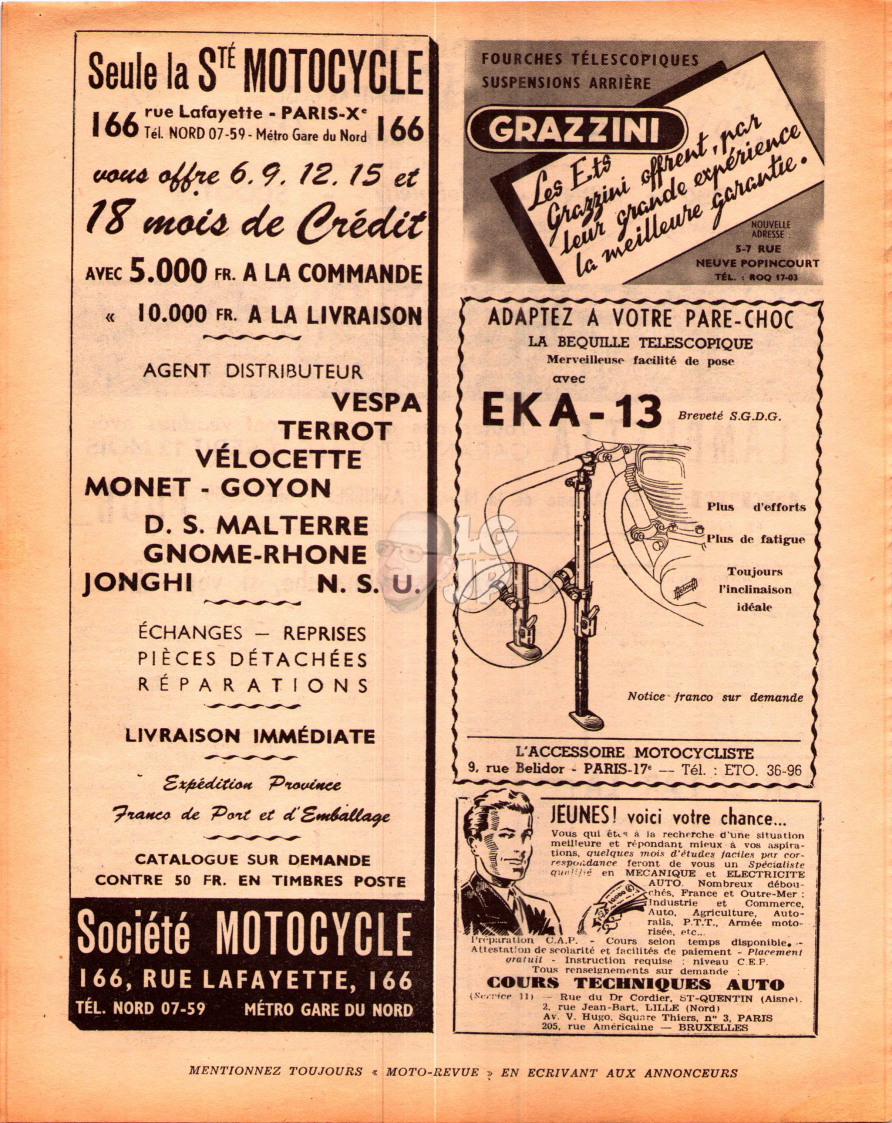 Seule la STÉ MOTOCYCLE
166 rue Lafayette - PARIS-Xe 166
Tél. NORD 07-59 - Métro Gare du Nord
vous offre 6. 9. 12. 15 et
18 mois de Crédit
AVEC 5.000 FR. A LA COMMANDE
« 10.000 FR. A LA LIVRAISON
AGENT DISTRIBUTEUR
VESPA
TERROT
VÉLOCETTE
MONET - GOYON
D. S. MALTERRE
GNOME-RHONE
JONGHI N. S. U.
ÉCHANGES — REPRISES
PIÈCES DÉTACHÉES
RÉPARATIONS
LIVRAISON IMMÉDIATE
Expédition Province
Franco de Port et d'Emballage
CATALOGUE SUR DEMANDE
CONTRE 50 FR. EN TIMBRES POSTE
Société MOTOCYCLE
166, RUE LAFAYETTE, 166
TÉL. NORD 07-59 MÉTRO GARE DU NORD
FOURCHES TÉLESCOPIQUES
SUSPENSIONS ARRIÈRE
GRAZZINI
Les Ets
Grazzini offrent, par
leur grande expérience
la meilleure garantie.
NOUVELLE
ADRESSE :
5-7 RUE
NEUVE POPINCOURT
TÉL. : ROQ 17-03
ADAPTEZ A VOTRE PARE-CHOC
LA BEQUILLE TELESCOPIQUE
Merveilleuse facilité de pose
avec
EKA-13 Breveté S.G.D.G.
Plus d'efforts
Plus de fatigue
Toujours
l'inclinaison
idéale
Notice franco sur demande
L'ACCESSOIRE MOTOCYCLISTE
9, rue Belidor - PARIS-17e — Tél. : ETO. 36-96
JEUNES! voici votre chance...
Vous qui êtes à la recherche d'une situation
meilleure et répondant mieux à vos aspira-
tions, quelques mois d'études faciles par cor-
respondance feront de vous un Spécialiste
qualifié en MECANIQUE et ELECTRICITE
AUTO. Nombreux débou-
chés, France et Outre-Mer :
Industrie et Commerce,
Auto, Agriculture, Auto-
rails, P.T.T., Armée moto-
risée, etc...
Préparation C.A.P. - Cours selon temps disponible. -
Attestation de scolarité et facilités de paiement - Placement
gratuit - Instruction requise : niveau C.E.P.
Tous renseignements sur demande :
COURS TECHNIQUES AUTO
(Service 11) — Rue du Dr Cordier, ST-QUENTIN (Aisne).
2, rue Jean-Bart, LILLE (Nord)
Av. V. Hugo, Square Thiers, n° 3, PARIS
205, rue Américaine — BRUXELLES
MENTIONNEZ TOUJOURS « MOTO-REVUE » EN ECRIVANT AUX ANNONCEURS